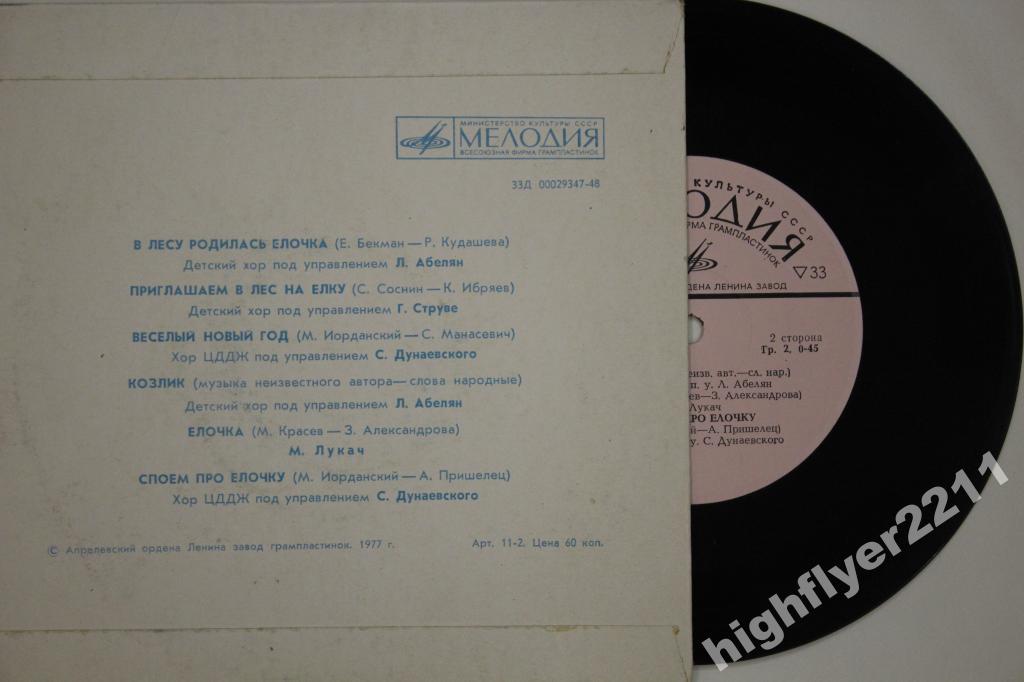 МИНИСТЕРСТВО КУЛЬТУРЫ СССР
МЕЛОДИЯ
ВСЕСОЮЗНАЯ ФИРМА ГРАМПЛАСТИНОК
33Д 00029347-48
В ЛЕСУ РОДИЛАСЬ ЕЛОЧКА (Е. Бекман—Р. Кудашева)
Детский хор под управлением Л. Абелян
ПРИГЛАШАЕМ В ЛЕС НА ЕЛКУ (С. Соснин—К. Ибряев)
Детский хор под управлением Г. Струве
ВЕСЕЛЫЙ НОВЫЙ ГОД (М. Иорданский—С. Манасевич)
Хор ЦДДЖ под управлением С. Дунаевского
КОЗЛИК (музыка неизвестного автора—слова народные)
Детский хор под управлением Л. Абелян
ЕЛОЧКА (М. Красев—З. Александрова)
М. Лукач
СПОЕМ ПРО ЕЛОЧКУ (М. Иорданский—А. Пришелец)
Хор ЦДДЖ под управлением С. Дунаевского
© Апрелевский ордена Ленина завод грампластинок. 1977 г. Арт. 11-2. Цена 60 коп.
КУЛЬТУРЫ СССР
ОДИЯ
РМА ГРАМПЛАСТИНОК
▽33
ДЕНА ЛЕНИНА ЗАВОД
2 сторона
Гр. 2, 0-45
еизв. авт.—сл. нар.)
п. у. Л. Абелян
ев—З. Александрова)
Лукач
РО ЕЛОЧКУ
й—А. Пришелец)
у. С. Дунаевского
highflyer2211